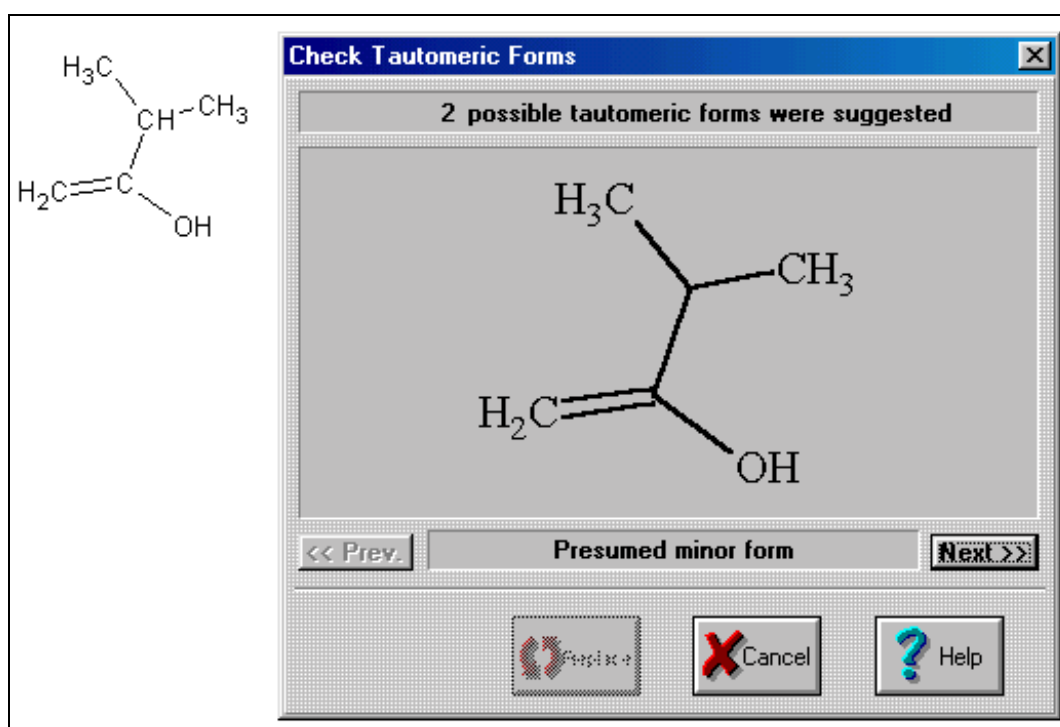 H3C
CH-CH3
H2C
C
OH
Check Tautomeric Forms
2 possible tautomeric forms were suggested
H3C
CH3
H2C
OH
<< Prev.
Presumed minor form
Next >>
Replace
Cancel
? Help